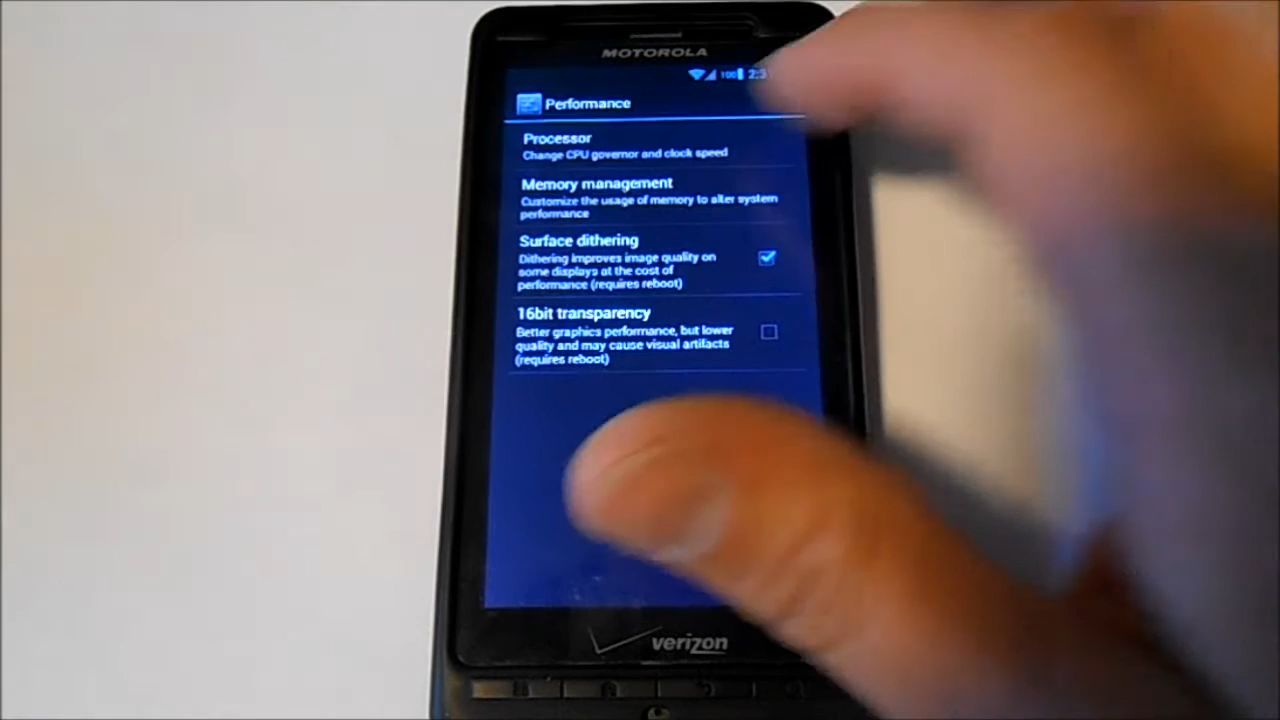 MOTOROLA
100
Performance
Processor
Change CPU governor and clock speed
Memory management
Customize the usage of memory to alter system
performance
Surface dithering
Dithering improves image quality on
some displays at the cost of
performance (requires reboot)
16bit transparency
Better graphics performance, but lower
quality and may cause visual artifacts
(requires reboot)
verizon